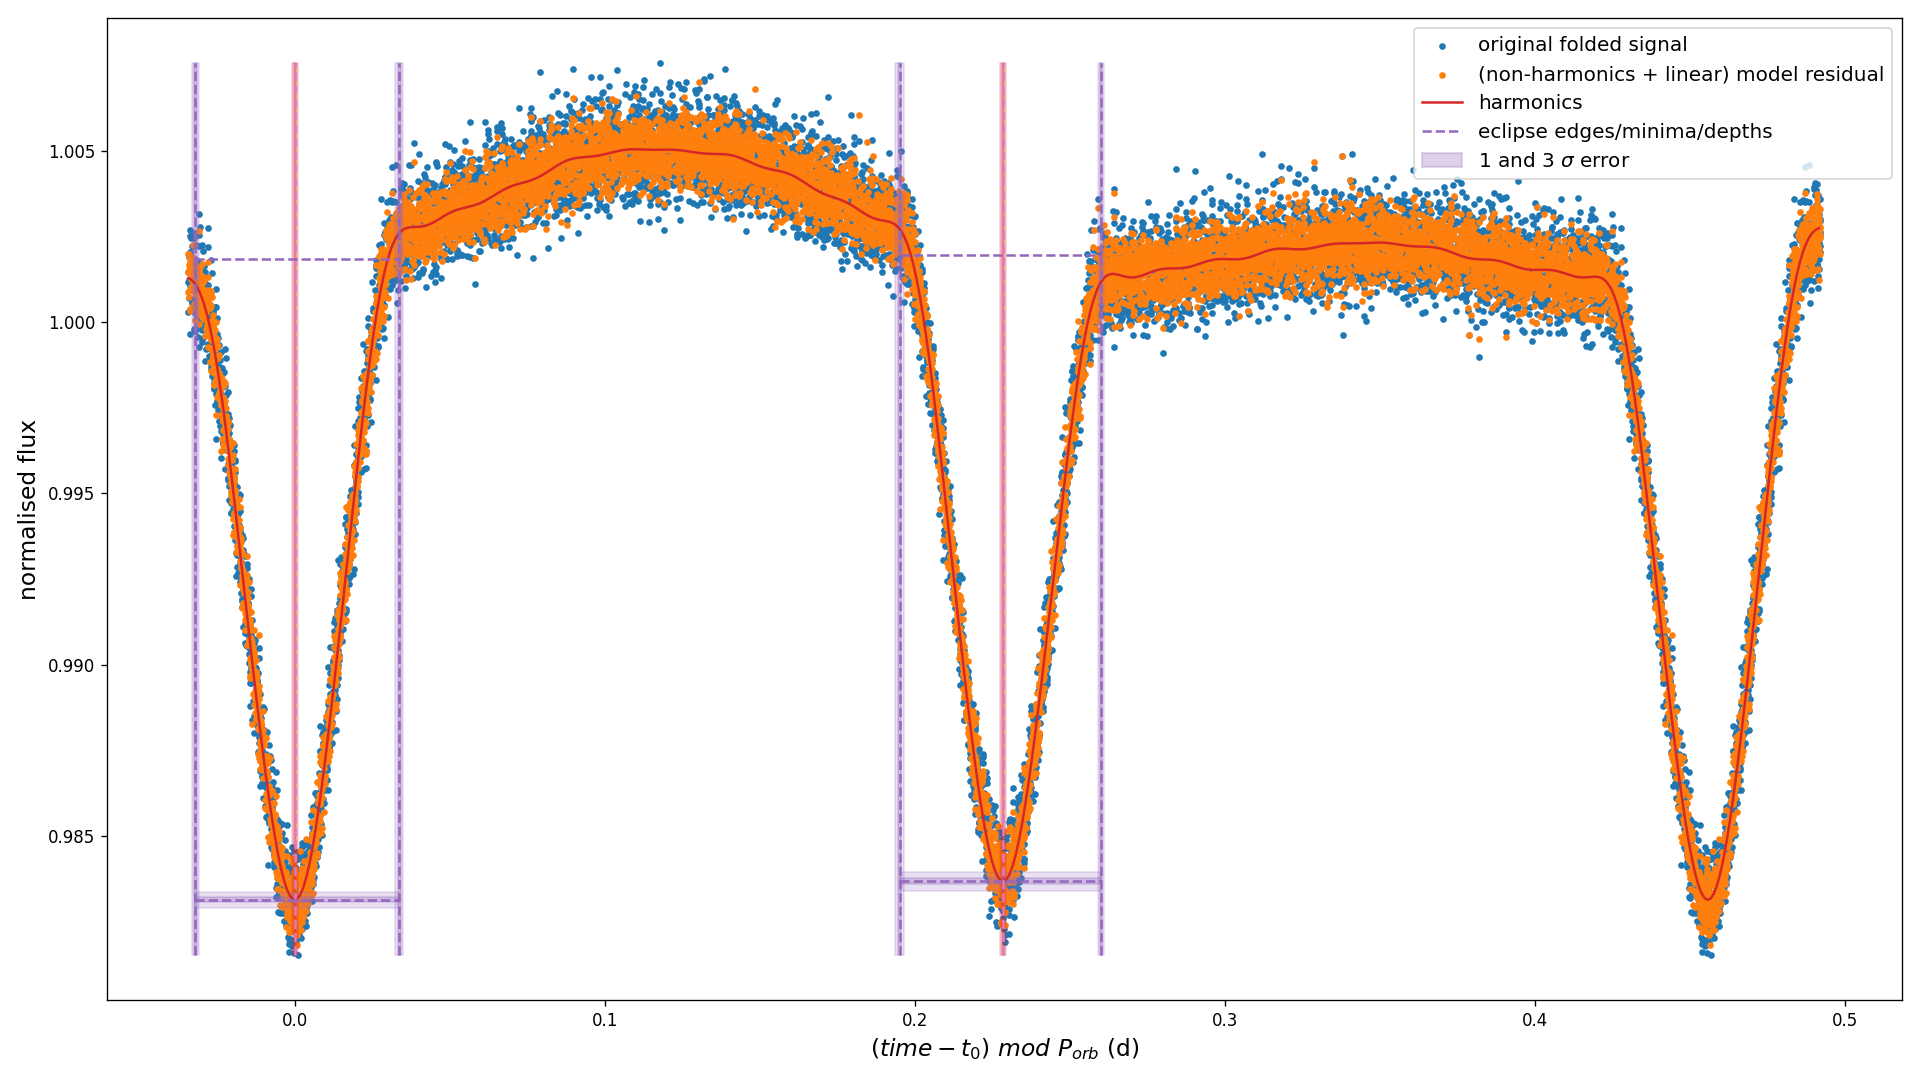 original folded signal
(non-harmonics + linear) model residual
harmonics
eclipse edges/minima/depths
1 and 3 σ error
normalised flux
1.005
1.000
0.995
0.990
0.985
0.0 0.1 0.2 0.3 0.4 0.5
(time − t₀) mod Pₒᵣb (d)